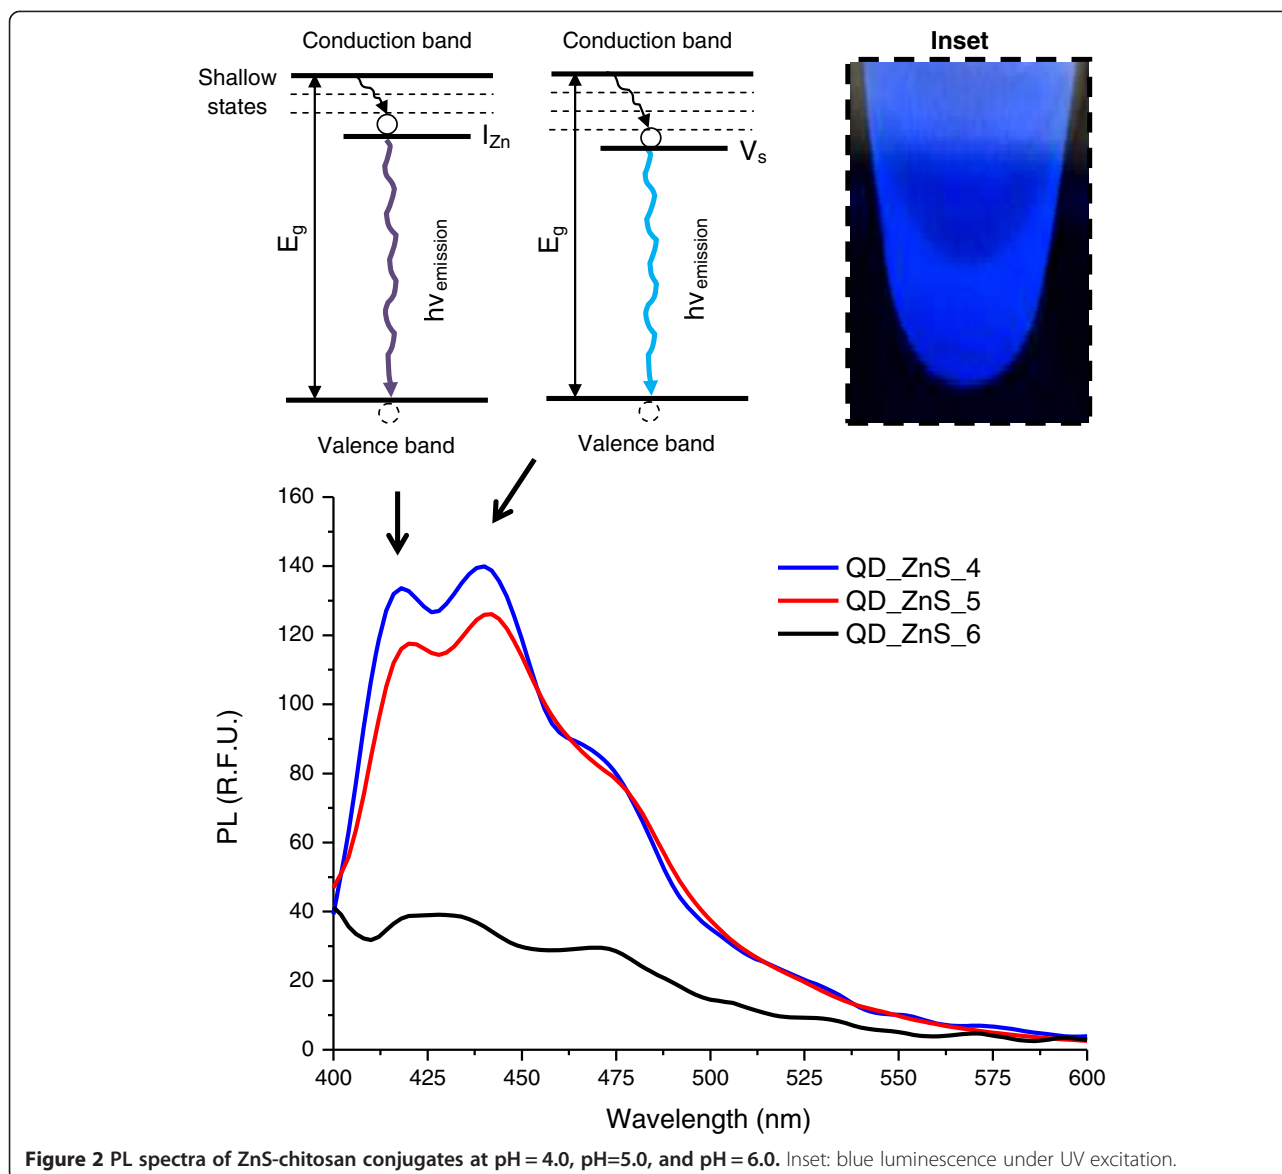 Conduction band
Conduction band
Inset
Shallow
states
I_Zn
V_s
E_g
hν_emission
E_g
hν_emission
Valence band
Valence band
160
140
120
100
80
60
40
20
0
PL (R.F.U.)
QD_ZnS_4
QD_ZnS_5
QD_ZnS_6
400 425 450 475 500 525 550 575 600
Wavelength (nm)
Figure 2 PL spectra of ZnS-chitosan conjugates at pH = 4.0, pH=5.0, and pH = 6.0. Inset: blue luminescence under UV excitation.